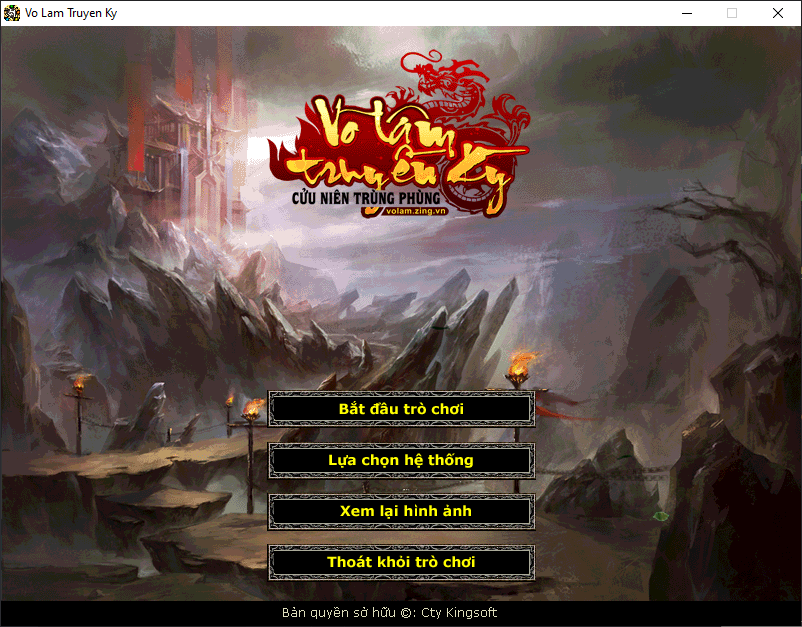 Vo Lam Truyen Ky
Võ lâm
truyền Kỳ
CỬU NIÊN TRÙNG PHÙNG
volam.zing.vn
Bắt đầu trò chơi
Lựa chọn hệ thống
Xem lại hình ảnh
Thoát khỏi trò chơi
Bản quyền sở hữu ©: Cty Kingsoft